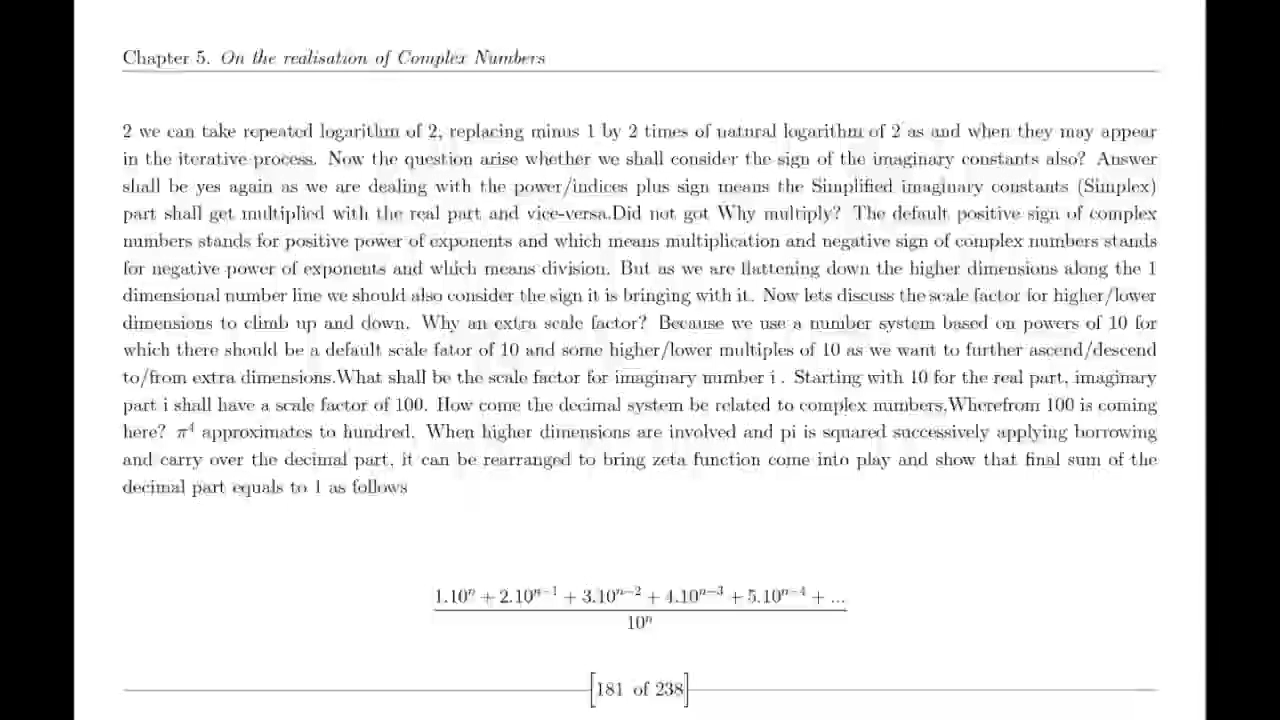 Chapter 5. On the realisation of Complex Numbers
2 we can take repeated logarithm of 2, replacing minus 1 by 2 times of natural logarithm of 2 as and when they may appear
in the iterative process. Now the question arise whether we shall consider the sign of the imaginary constants also? Answer
shall be yes again as we are dealing with the power/indices plus sign means the Simplified imaginary constants (Simplex)
part shall get multiplied with the real part and vice-versa.Did not got Why multiply? The default positive sign of complex
numbers stands for positive power of exponents and which means multiplication and negative sign of complex numbers stands
for negative power of exponents and which means division. But as we are flattening down the higher dimensions along the 1
dimensional number line we should also consider the sign it is bringing with it. Now lets discuss the scale factor for higher/lower
dimensions to climb up and down. Why an extra scale factor? Because we use a number system based on powers of 10 for
which there should be a default scale fator of 10 and some higher/lower multiples of 10 as we want to further ascend/descend
to/from extra dimensions.What shall be the scale factor for imaginary number i . Starting with 10 for the real part, imaginary
part i shall have a scale factor of 100. How come the decimal system be related to complex numbers.Wherefrom 100 is coming
here? π⁴ approximates to hundred. When higher dimensions are involved and pi is squared successively applying borrowing
and carry over the decimal part, it can be rearranged to bring zeta function come into play and show that final sum of the
decimal part equals to 1 as follows
1.10ⁿ + 2.10ⁿ⁻¹ + 3.10ⁿ⁻² + 4.10ⁿ⁻³ + 5.10ⁿ⁻⁴ + ...
10ⁿ
[181 of 238]